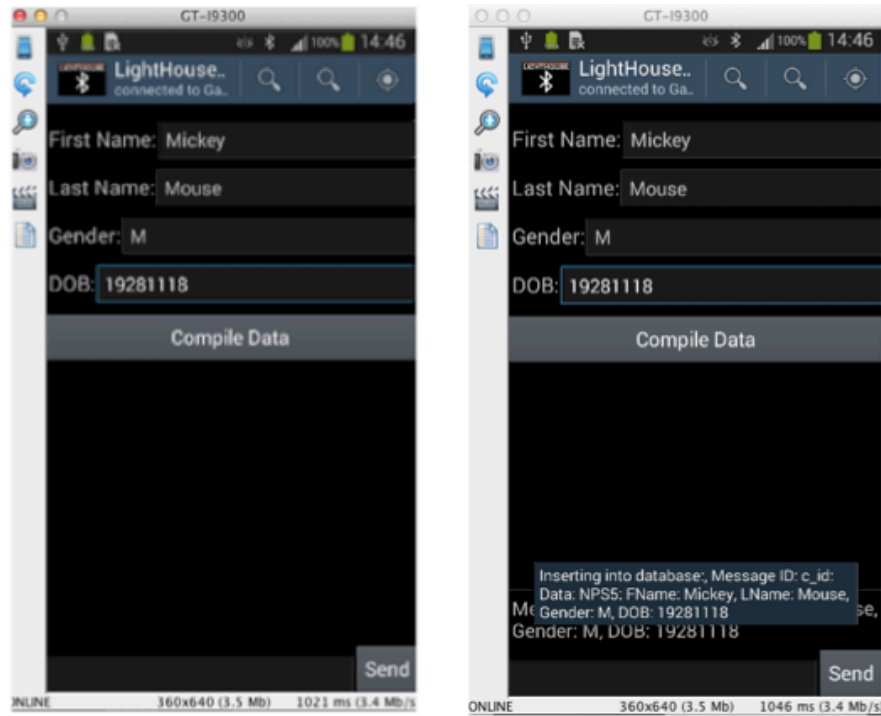 GT-I9300
100% 14:46
LightHouse..
connected to Ga..
First Name: Mickey
Last Name: Mouse
Gender: M
DOB: 19281118
Compile Data
Send
ONLINE 360x640 (3.5 Mb) 1021 ms (3.4 Mb/s
GT-I9300
100% 14:46
LightHouse..
connected to Ga..
First Name: Mickey
Last Name: Mouse
Gender: M
DOB: 19281118
Compile Data
Inserting into database:, Message ID: c_id:
Data: NPS5: FName: Mickey, LName: Mouse,
Gender: M, DOB: 19281118
Me se,
Gender: M, DOB: 19281118
Send
ONLINE 360x640 (3.5 Mb) 1046 ms (3.4 Mb/s